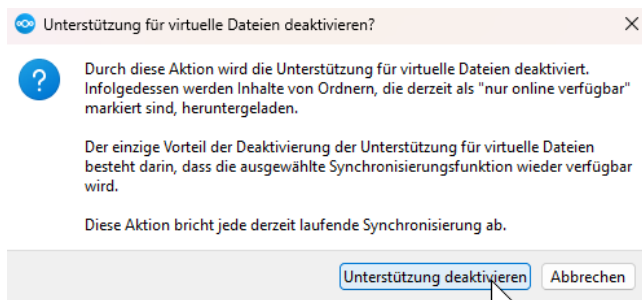 Unterstützung für virtuelle Dateien deaktivieren?
Durch diese Aktion wird die Unterstützung für virtuelle Dateien deaktiviert.
Infolgedessen werden Inhalte von Ordnern, die derzeit als "nur online verfügbar"
markiert sind, heruntergeladen.
Der einzige Vorteil der Deaktivierung der Unterstützung für virtuelle Dateien
besteht darin, dass die ausgewählte Synchronisierungsfunktion wieder verfügbar
wird.
Diese Aktion bricht jede derzeit laufende Synchronisierung ab.
Unterstützung deaktivieren Abbrechen